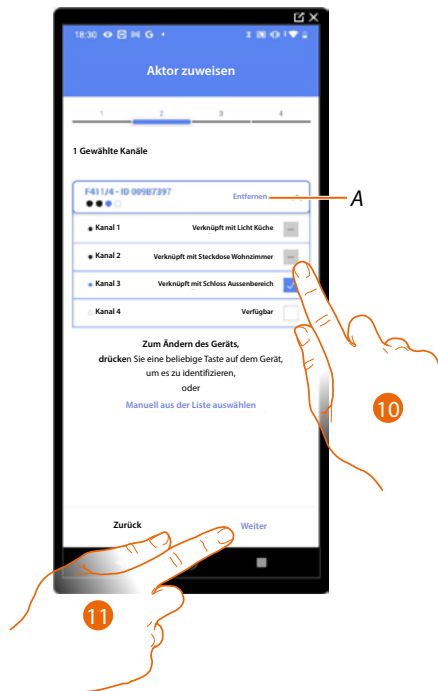 18:30
Aktor zuweisen
1 2 3 4
1 Gewählte Kanäle
F411/4 - ID 009B7397
Entfernen
A
Kanal 1 Verknüpft mit Licht Küche
Kanal 2 Verknüpft mit Steckdose Wohnzimmer
Kanal 3 Verknüpft mit Schloss Aussenbereich
Kanal 4 Verfügbar
Zum Ändern des Geräts,
drücken Sie eine beliebige Taste auf dem Gerät,
um es zu identifizieren,
oder
Manuell aus der Liste auswählen
10
Zurück Weiter
11